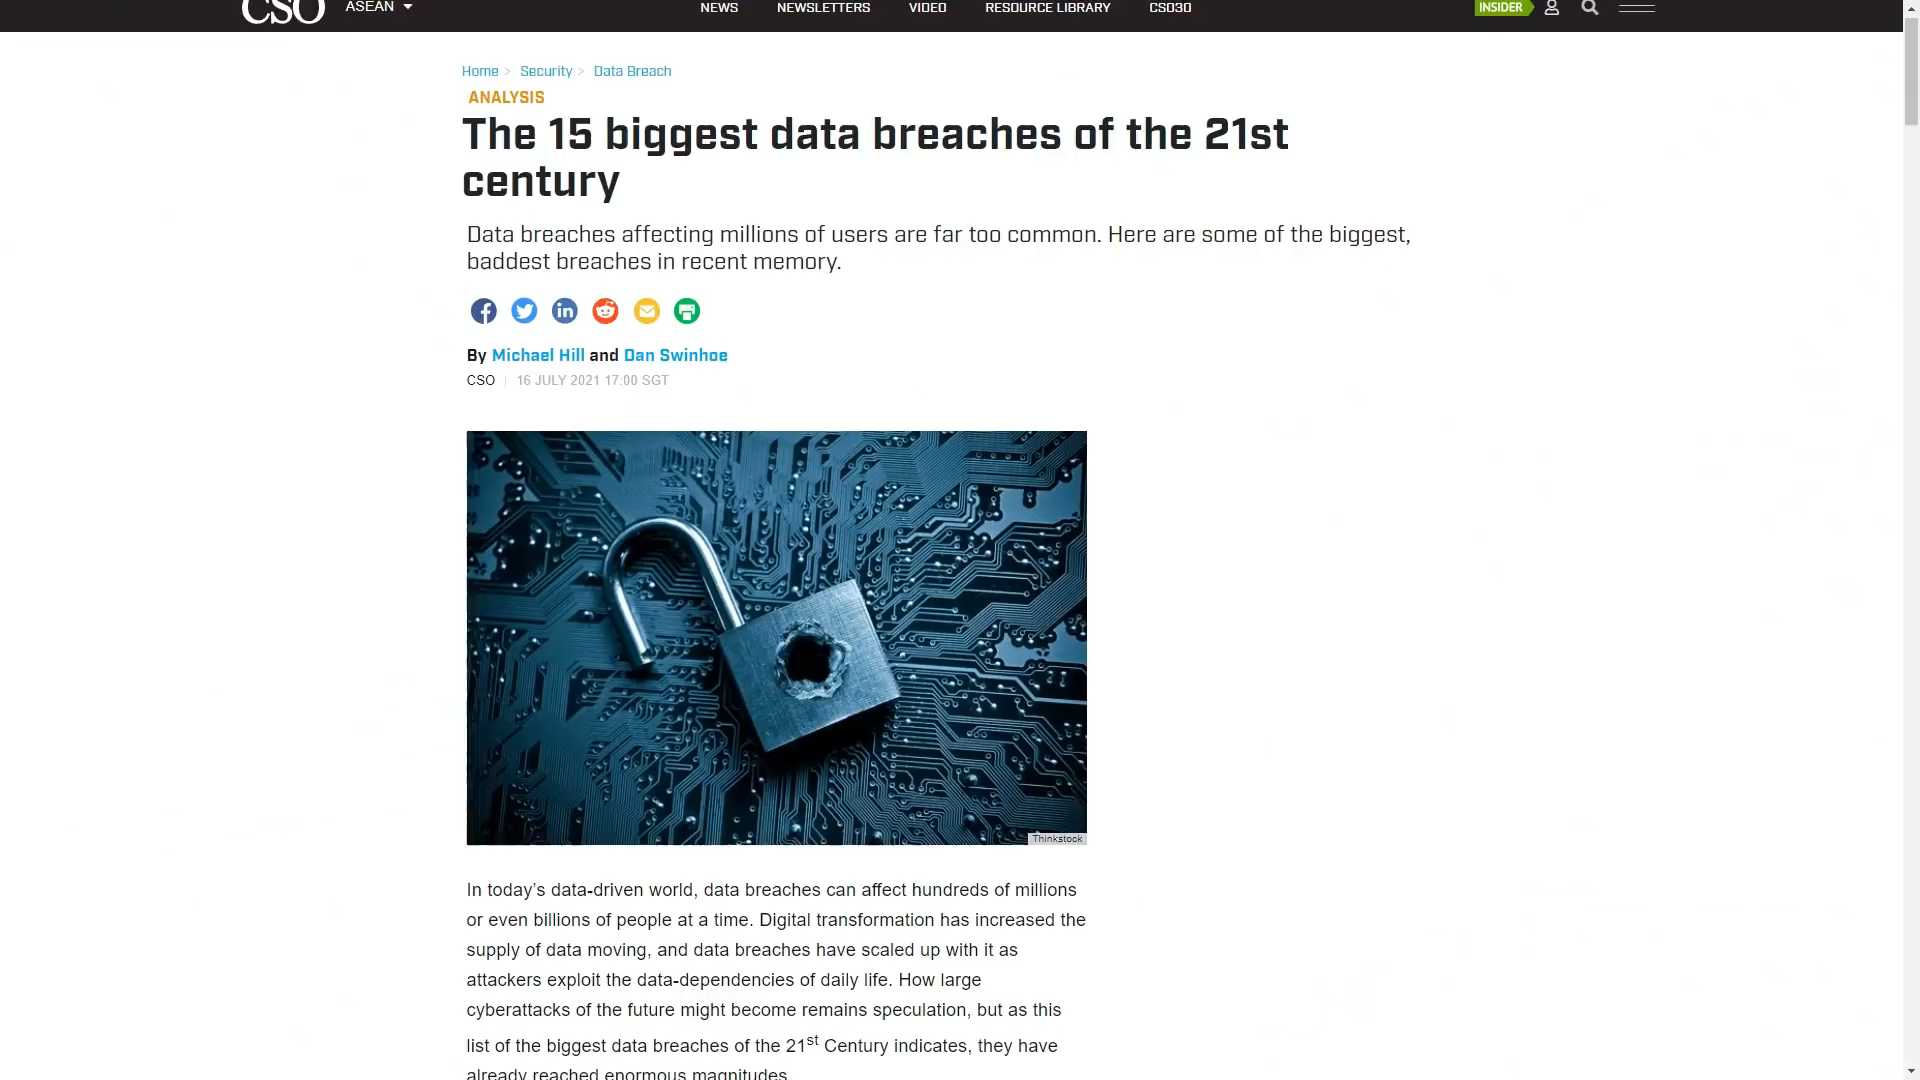 CSO ASEAN NEWS NEWSLETTERS VIDEO RESOURCE LIBRARY CSO30 INSIDER
Home > Security > Data Breach
ANALYSIS
The 15 biggest data breaches of the 21st
century
Data breaches affecting millions of users are far too common. Here are some of the biggest,
baddest breaches in recent memory.
By Michael Hill and Dan Swinhoe
CSO | 16 JULY 2021 17:00 SGT
Thinkstock
In today’s data-driven world, data breaches can affect hundreds of millions
or even billions of people at a time. Digital transformation has increased the
supply of data moving, and data breaches have scaled up with it as
attackers exploit the data-dependencies of daily life. How large
cyberattacks of the future might become remains speculation, but as this
list of the biggest data breaches of the 21st Century indicates, they have
already reached enormous magnitudes.